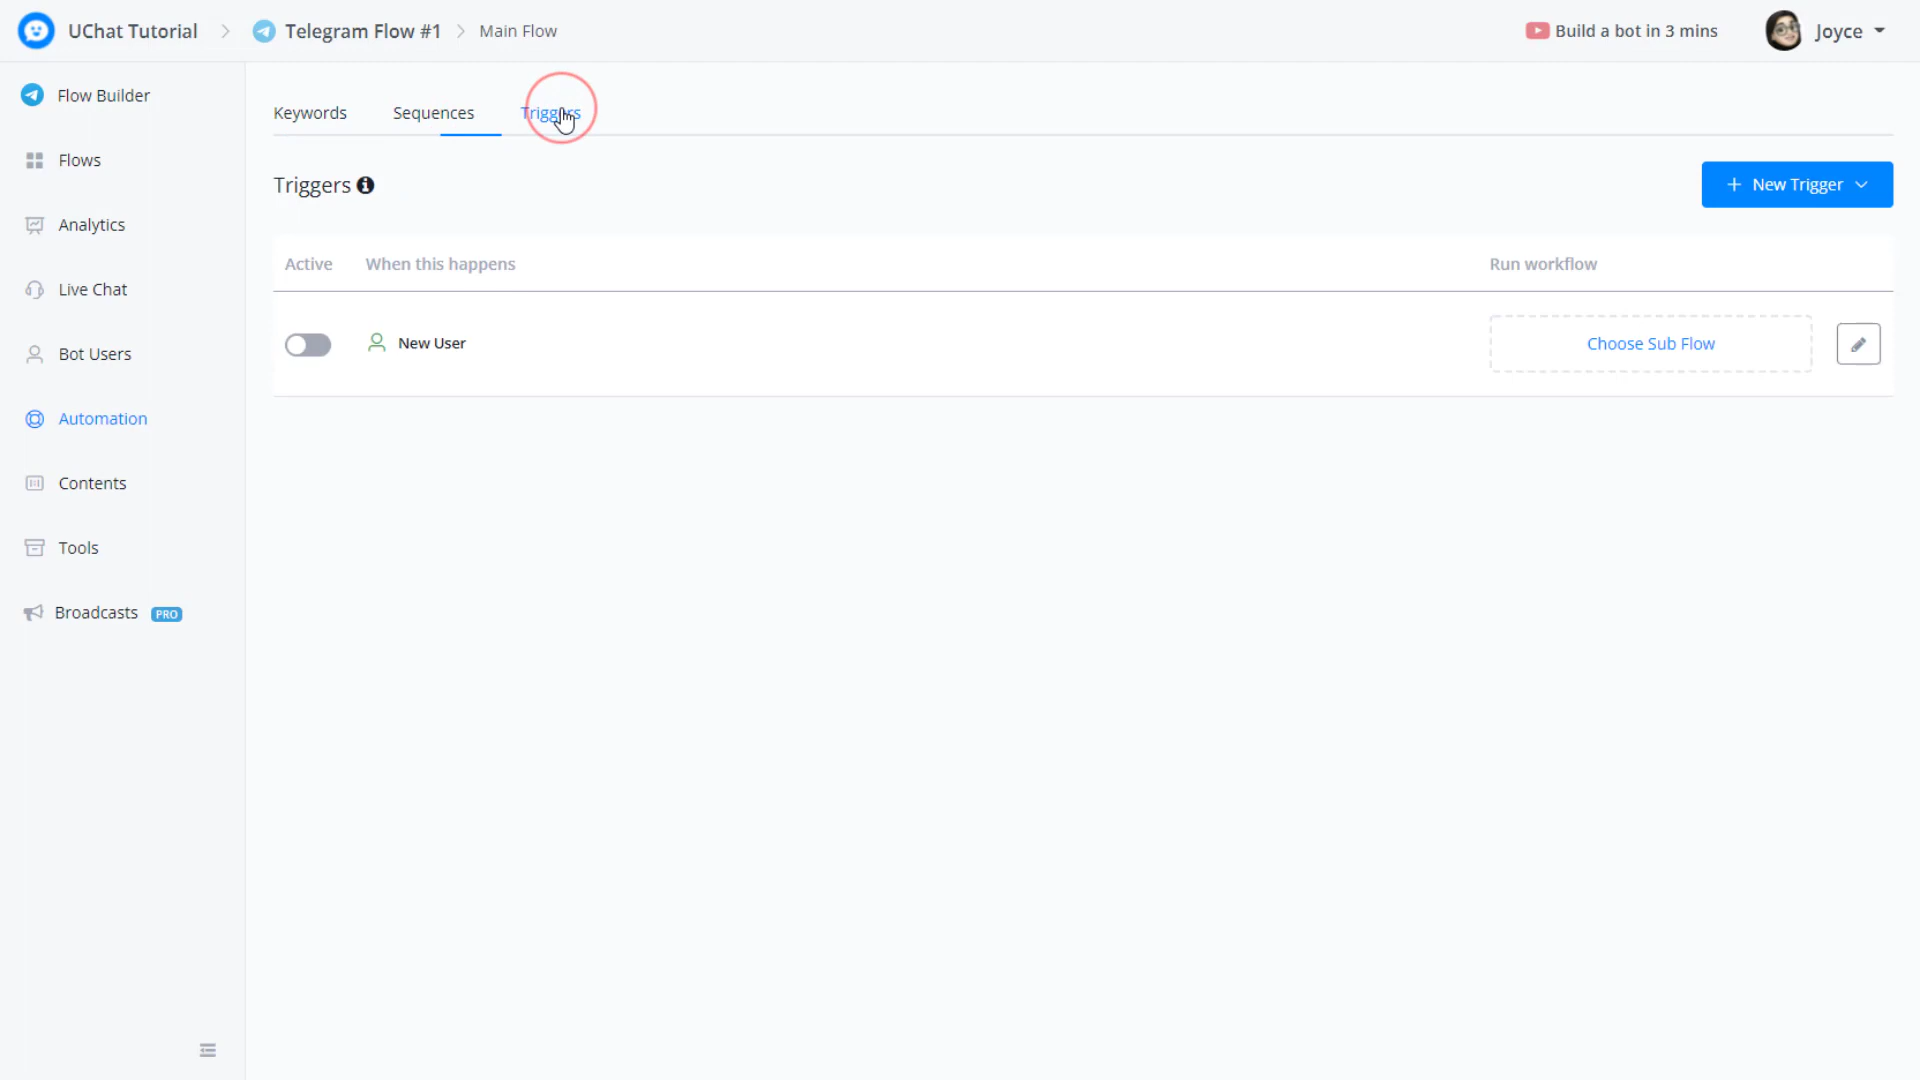 UChat Tutorial
Telegram Flow #1
Main Flow
Build a bot in 3 mins
Joyce
Flow Builder
Flows
Analytics
Live Chat
Bot Users
Automation
Contents
Tools
Broadcasts PRO
Keywords
Sequences
Triggers
Triggers
New Trigger
Active
When this happens
Run workflow
New User
Choose Sub Flow